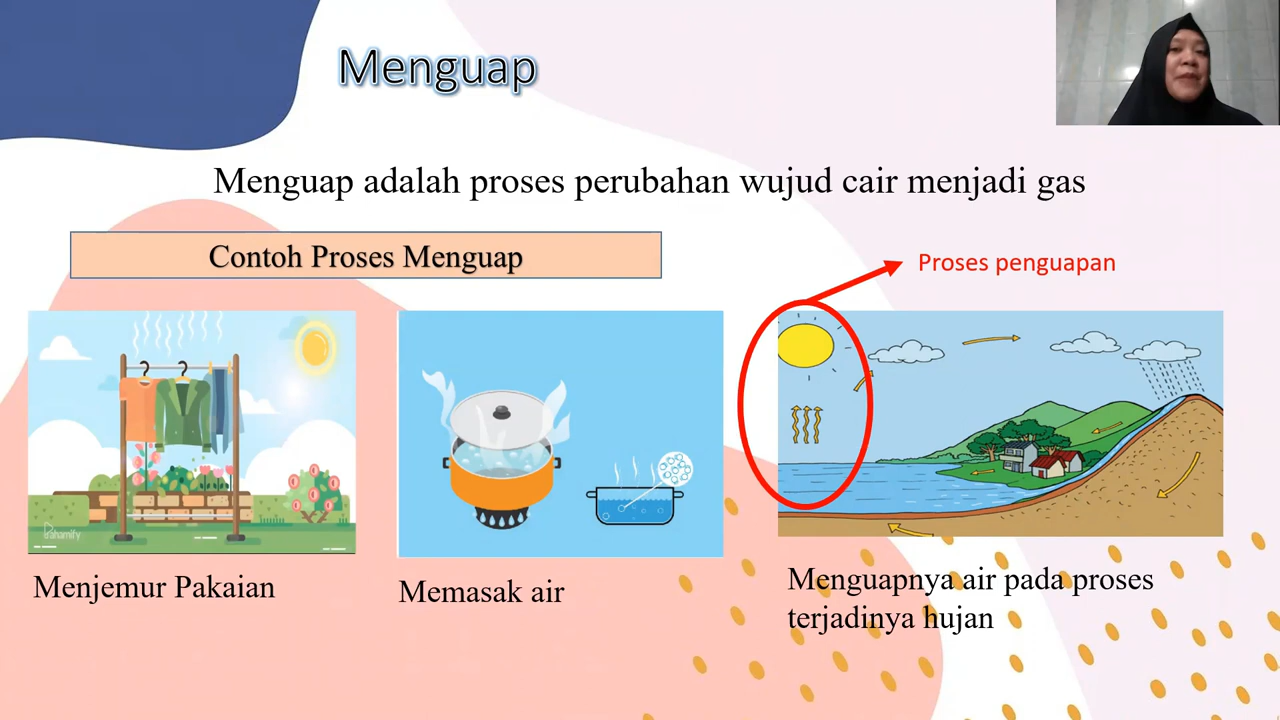 Menguap
Menguap adalah proses perubahan wujud cair menjadi gas
Contoh Proses Menguap
Proses penguapan
Pahamify
Menjemur Pakaian
Memasak air
Menguapnya air pada proses
terjadinya hujan